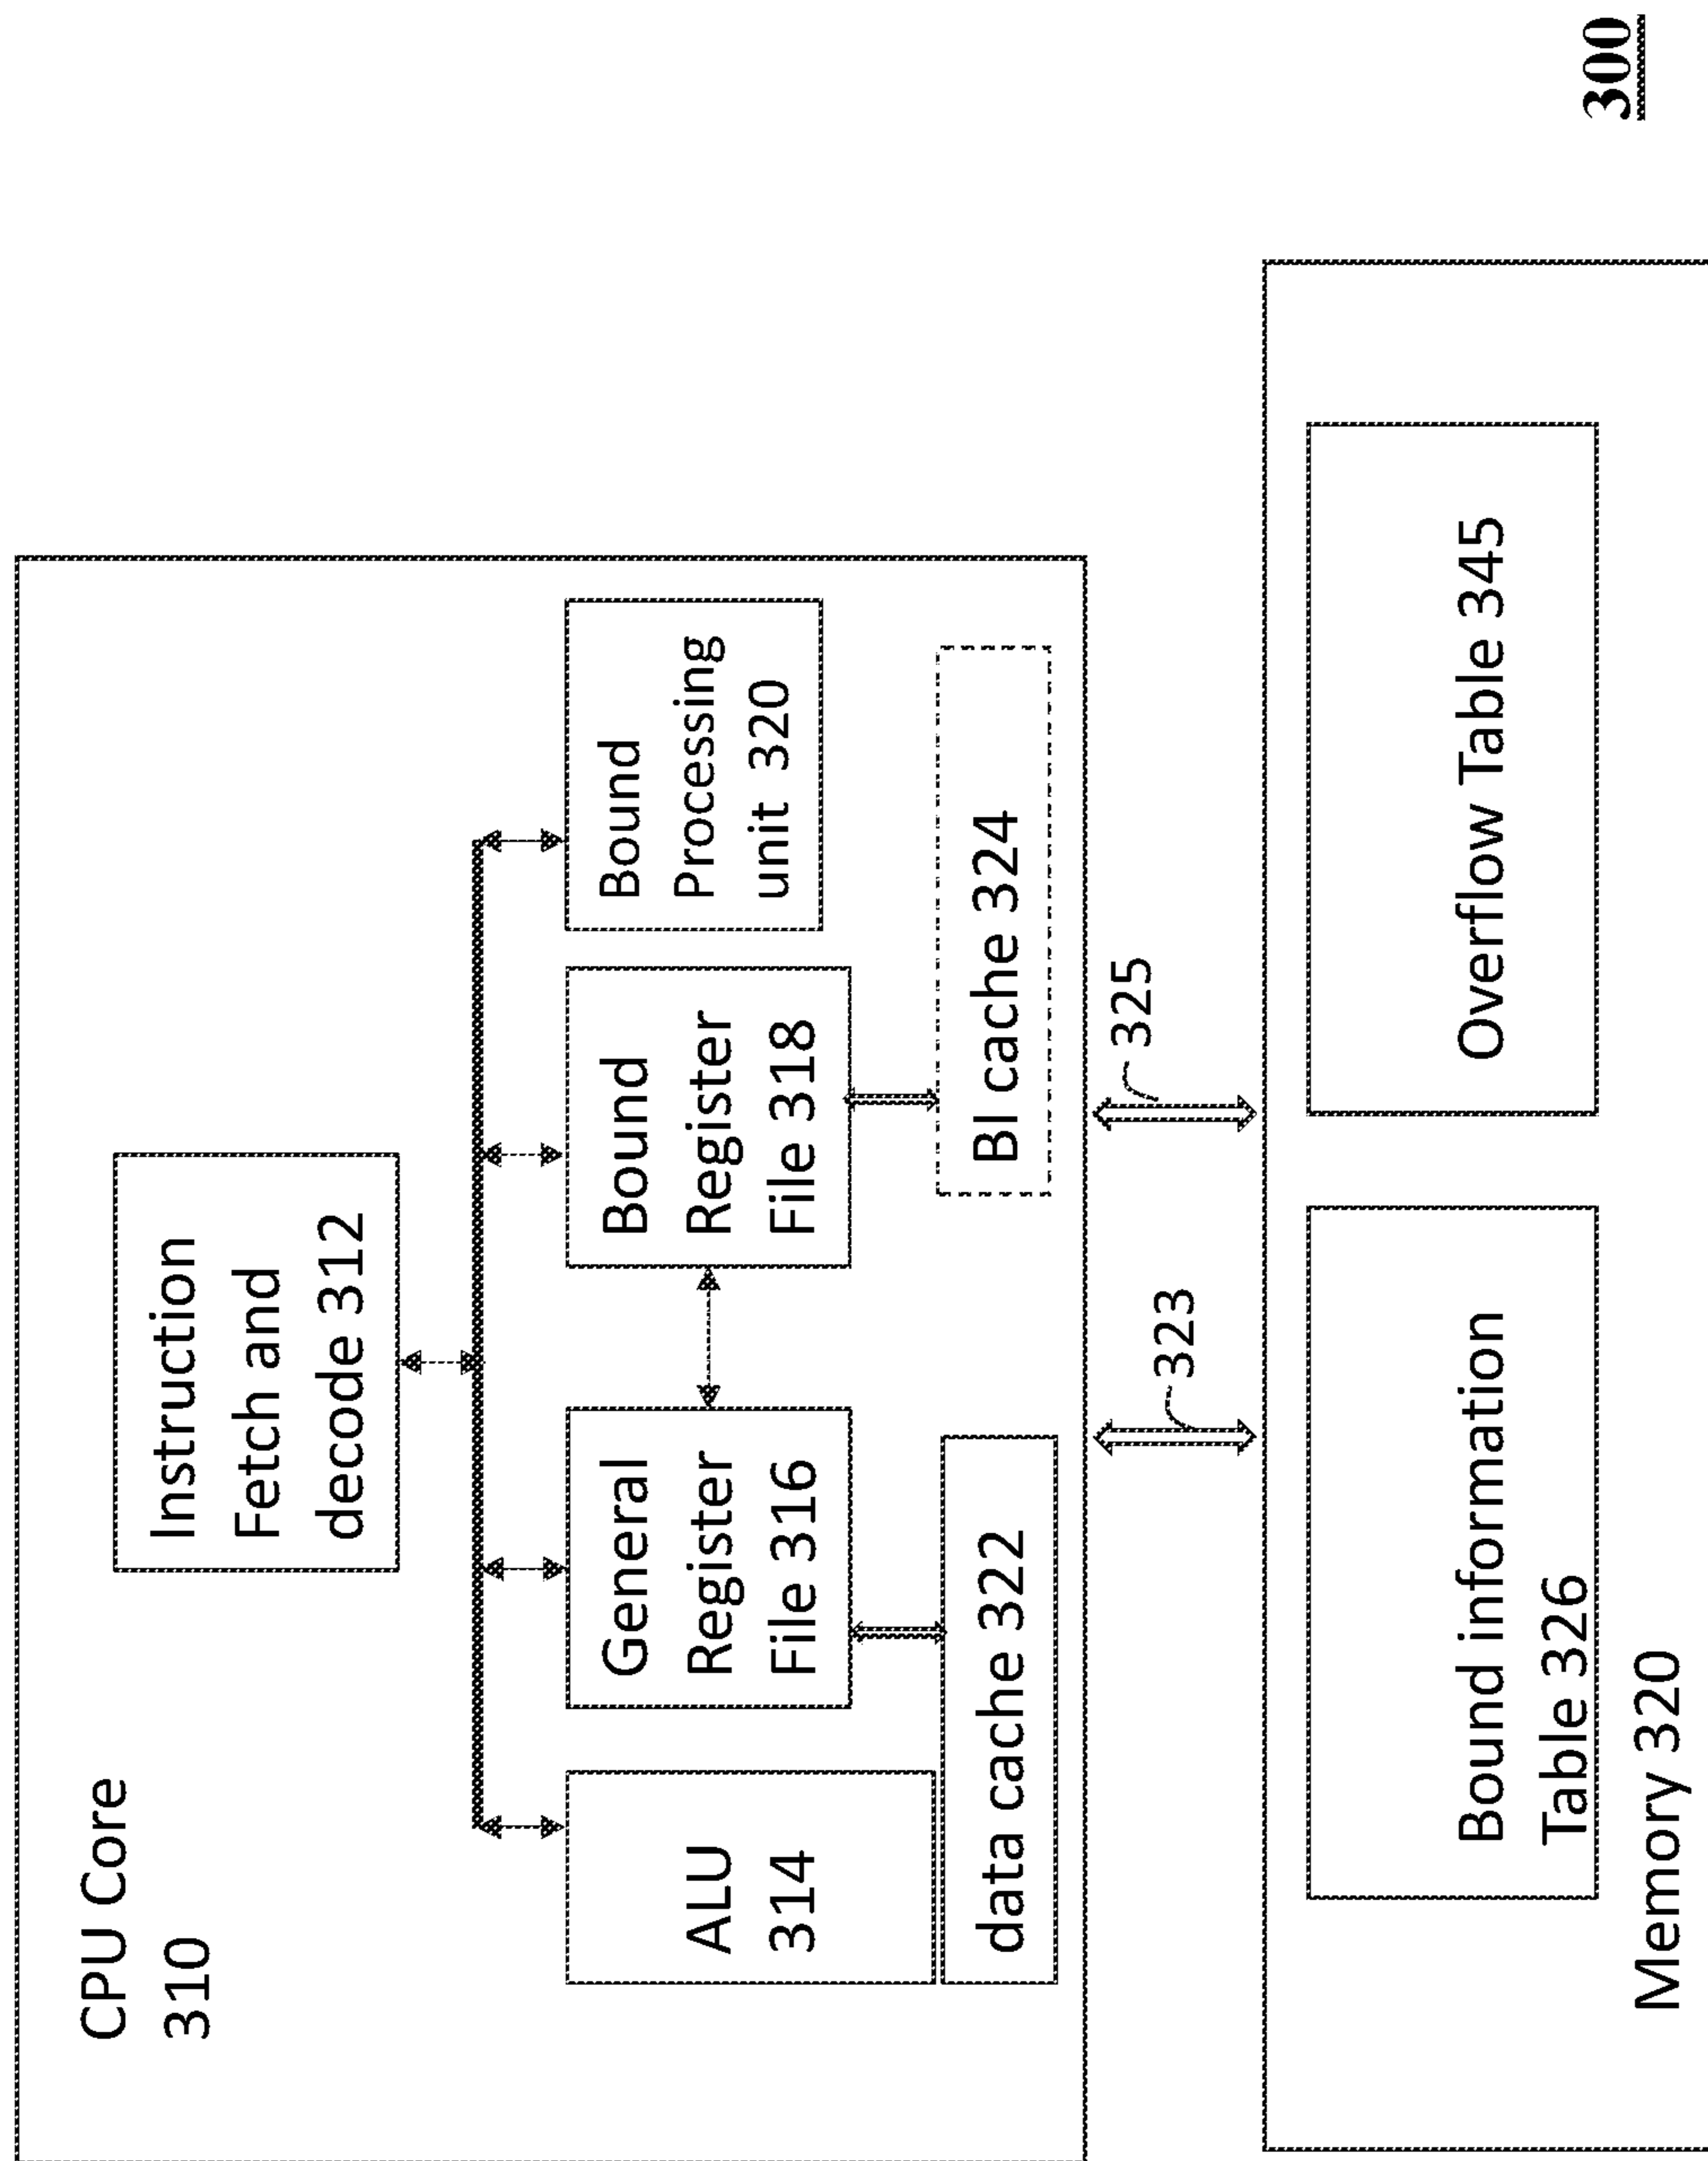 CPU Core
310
Instruction
Fetch and
decode 312
ALU
314
General
Register
File 316
Bound
Register
File 318
Bound
Processing
unit 320
data cache 322
BI cache 324
323
325
Bound information
Table 326
Overflow Table 345
Memory 320
300